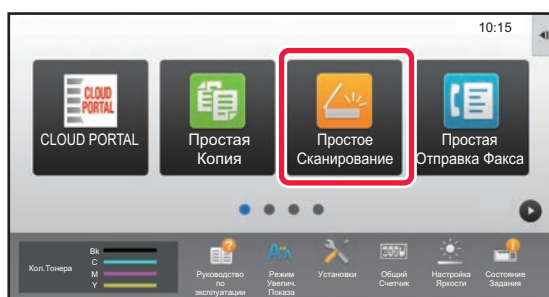 10:15
CLOUD
PORTAL
CLOUD PORTAL
Простая
Копия
Простое
Сканирование
Простая
Отправка Факса
Кол.Тонера
Bk
C
M
Y
Руководство
по
эксплуатации
Режим
Увелич.
Показа
Установки
Общий
Счетчик
Настройка
Яркости
Состояние
Задания